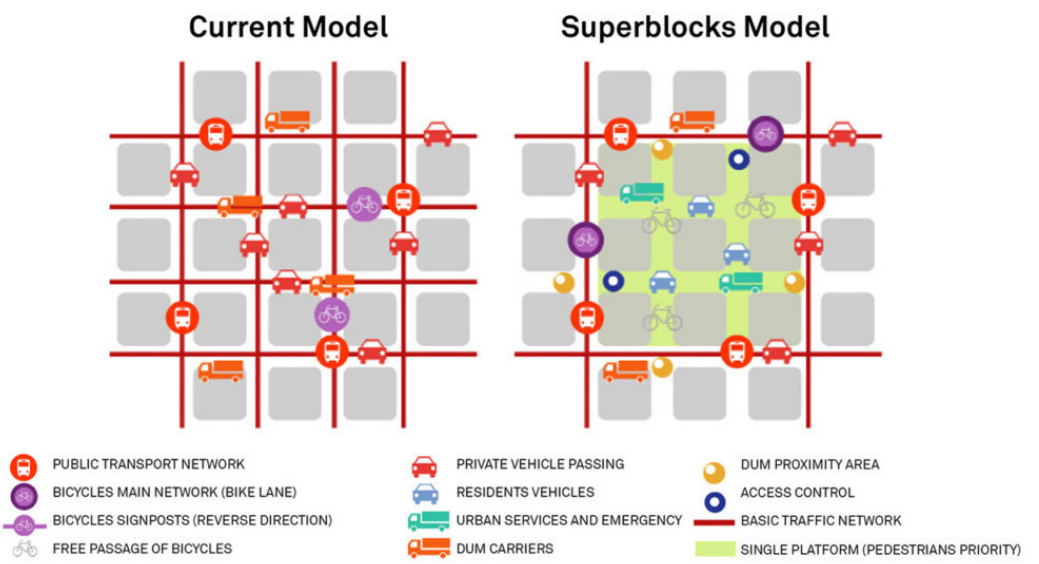 Current Model
Superblocks Model
PUBLIC TRANSPORT NETWORK
BICYCLES MAIN NETWORK (BIKE LANE)
BICYCLES SIGNPOSTS (REVERSE DIRECTION)
FREE PASSAGE OF BICYCLES
PRIVATE VEHICLE PASSING
RESIDENTS VEHICLES
URBAN SERVICES AND EMERGENCY
DUM CARRIERS
DUM PROXIMITY AREA
ACCESS CONTROL
BASIC TRAFFIC NETWORK
SINGLE PLATFORM (PEDESTRIANS PRIORITY)